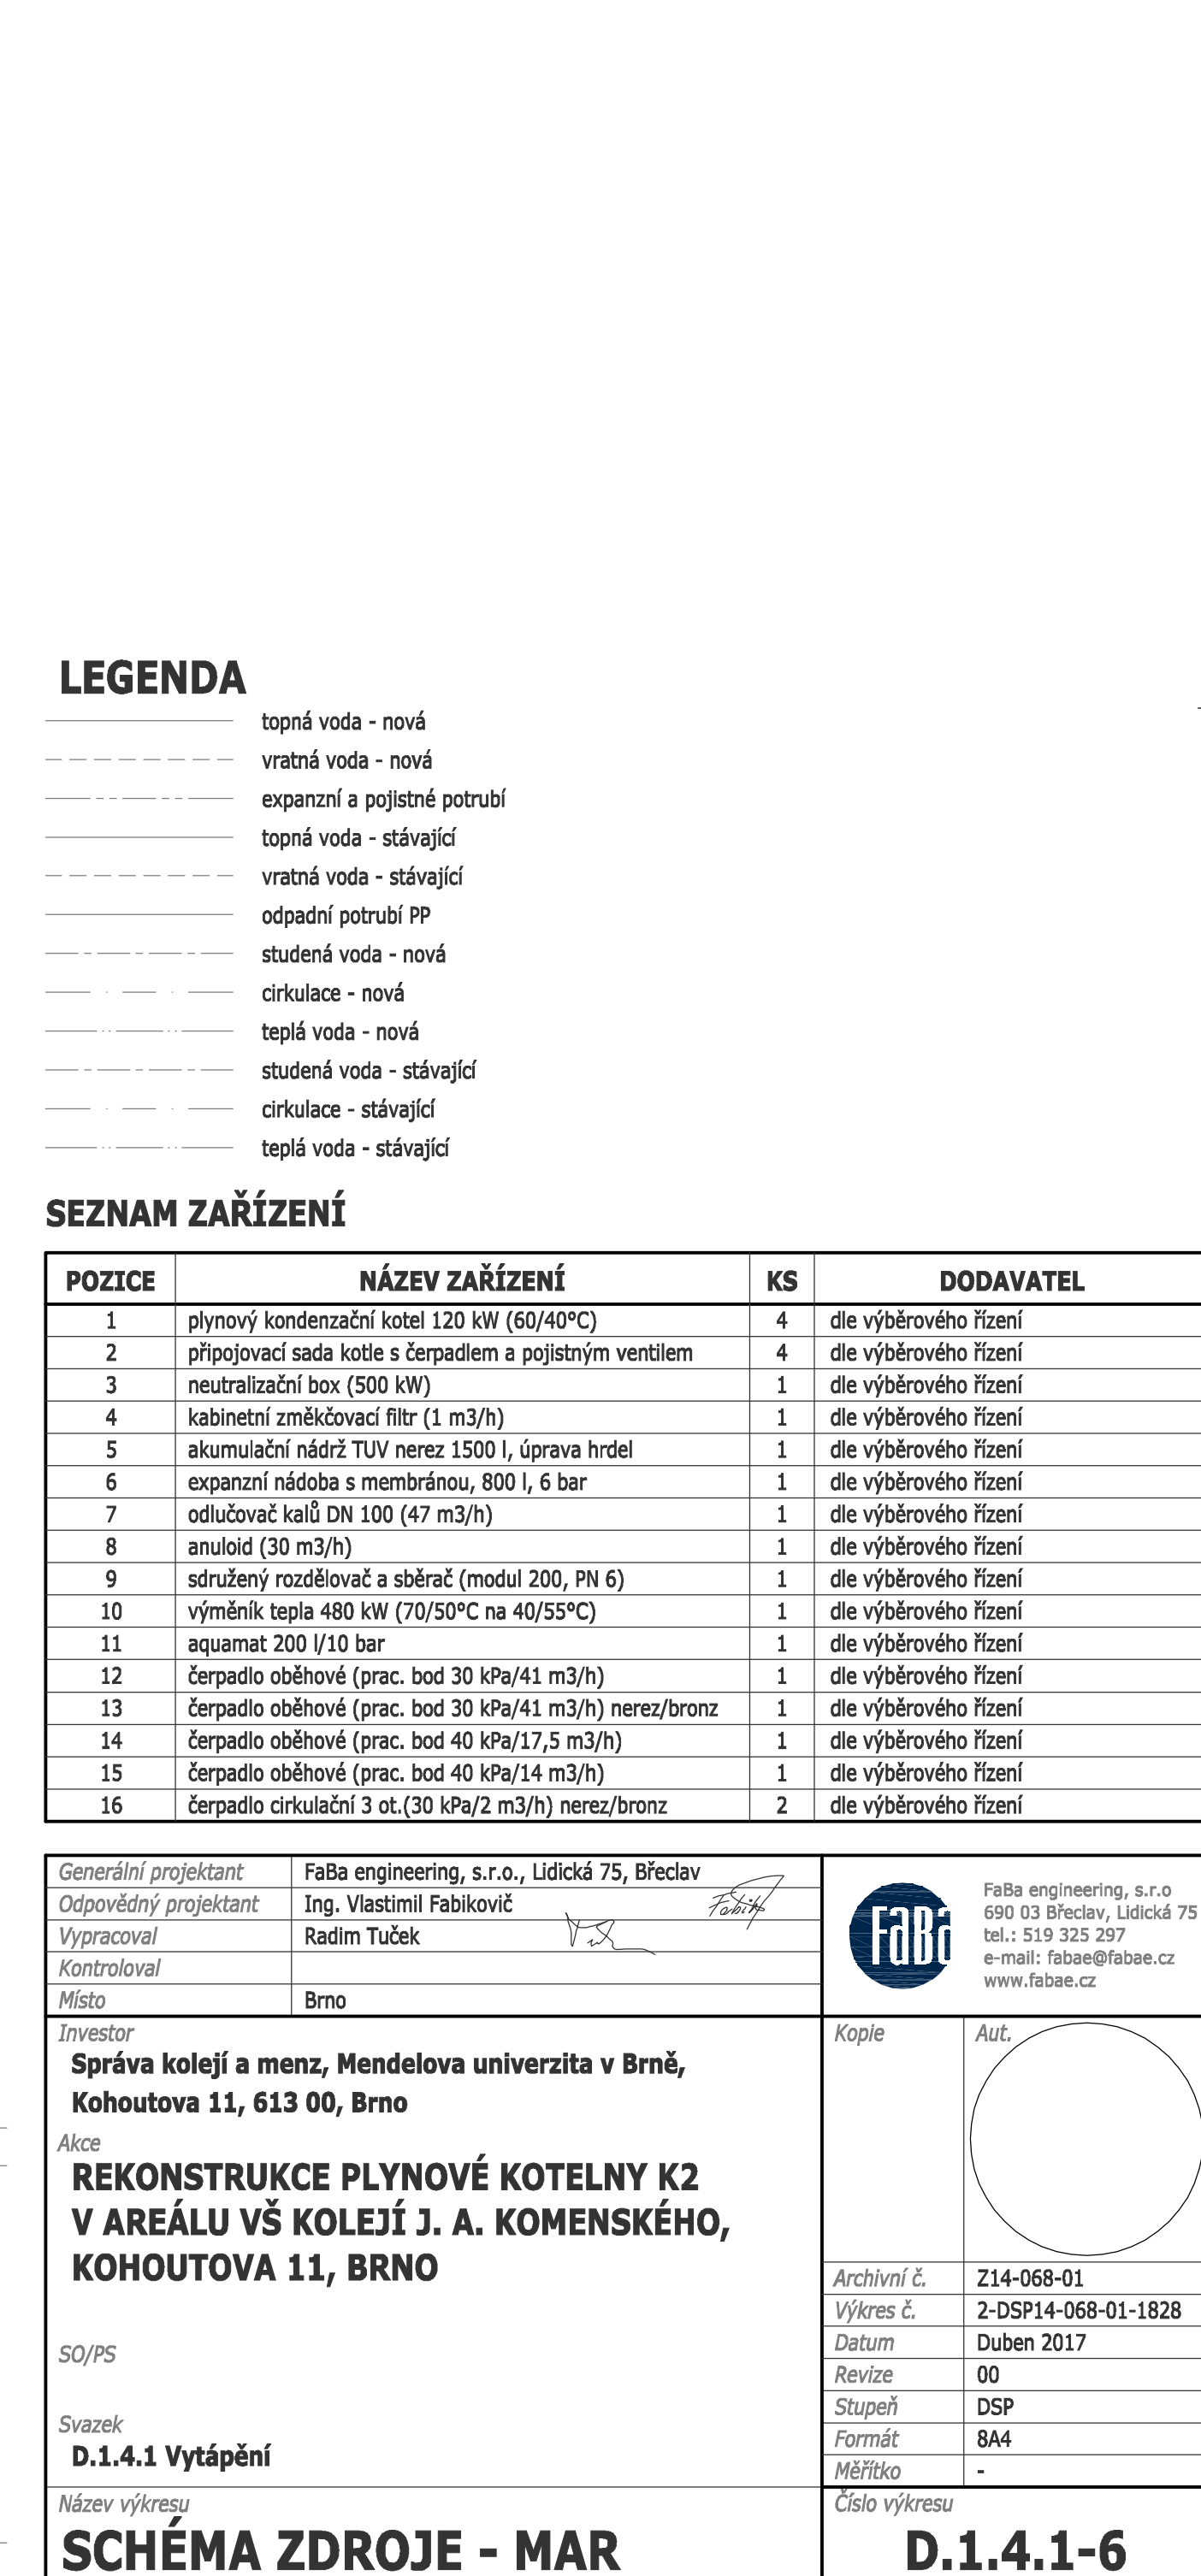 LEGENDA
topná voda - nová
vratná voda - nová
expanzní a pojistné potrubí
topná voda - stávající
vratná voda - stávající
odpadní potrubí PP
studená voda - nová
cirkulace - nová
teplá voda - nová
studená voda - stávající
cirkulace - stávající
teplá voda - stávající
SEZNAM ZAŘÍZENÍ
POZICE NÁZEV ZAŘÍZENÍ KS DODAVATEL
1 plynový kondenzační kotel 120 kW (60/40°C) 4 dle výběrového řízení
2 připojovací sada kotle s čerpadlem a pojistným ventilem 4 dle výběrového řízení
3 neutralizační box (500 kW) 1 dle výběrového řízení
4 kabinetní změkčovací filtr (1 m3/h) 1 dle výběrového řízení
5 akumulační nádrž TUV nerez 1500 l, úprava hrdel 1 dle výběrového řízení
6 expanzní nádoba s membránou, 800 l, 6 bar 1 dle výběrového řízení
7 odlučovač kalů DN 100 (47 m3/h) 1 dle výběrového řízení
8 anuloid (30 m3/h) 1 dle výběrového řízení
9 sdružený rozdělovač a sběrač (modul 200, PN 6) 1 dle výběrového řízení
10 výměník tepla 480 kW (70/50°C na 40/55°C) 1 dle výběrového řízení
11 aquamat 200 l/10 bar 1 dle výběrového řízení
12 čerpadlo oběhové (prac. bod 30 kPa/41 m3/h) 1 dle výběrového řízení
13 čerpadlo oběhové (prac. bod 30 kPa/41 m3/h) nerez/bronz 1 dle výběrového řízení
14 čerpadlo oběhové (prac. bod 40 kPa/17,5 m3/h) 1 dle výběrového řízení
15 čerpadlo oběhové (prac. bod 40 kPa/14 m3/h) 1 dle výběrového řízení
16 čerpadlo cirkulační 3 ot.(30 kPa/2 m3/h) nerez/bronz 2 dle výběrového řízení
Generální projektant FaBa engineering, s.r.o., Lidická 75, Břeclav
Odpovědný projektant Ing. Vlastimil Fabikovič
Vypracoval Radim Tuček
Kontroloval
Místo Brno
FaBa
FaBa engineering, s.r.o
690 03 Břeclav, Lidická 75
tel.: 519 325 297
e-mail: fabae@fabae.cz
www.fabae.cz
Investor
Správa kolejí a menz, Mendelova univerzita v Brně,
Kohoutova 11, 613 00, Brno
Akce
REKONSTRUKCE PLYNOVÉ KOTELNY K2
V AREÁLU VŠ KOLEJÍ J. A. KOMENSKÉHO,
KOHOUTOVA 11, BRNO
SO/PS
Svazek
D.1.4.1 Vytápění
Kopie Aut.
Archivní č. Z14-068-01
Výkres č. 2-DSP14-068-01-1828
Datum Duben 2017
Revize 00
Stupeň DSP
Formát 8A4
Měřítko -
Název výkresu
SCHÉMA ZDROJE - MAR
Číslo výkresu
D.1.4.1-6